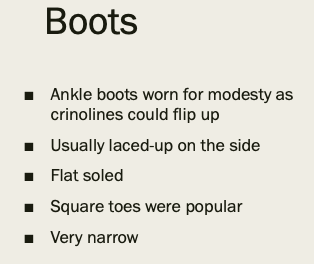 Boots
■ Ankle boots worn for modesty as
crinolines could flip up
■ Usually laced-up on the side
■ Flat soled
■ Square toes were popular
■ Very narrow